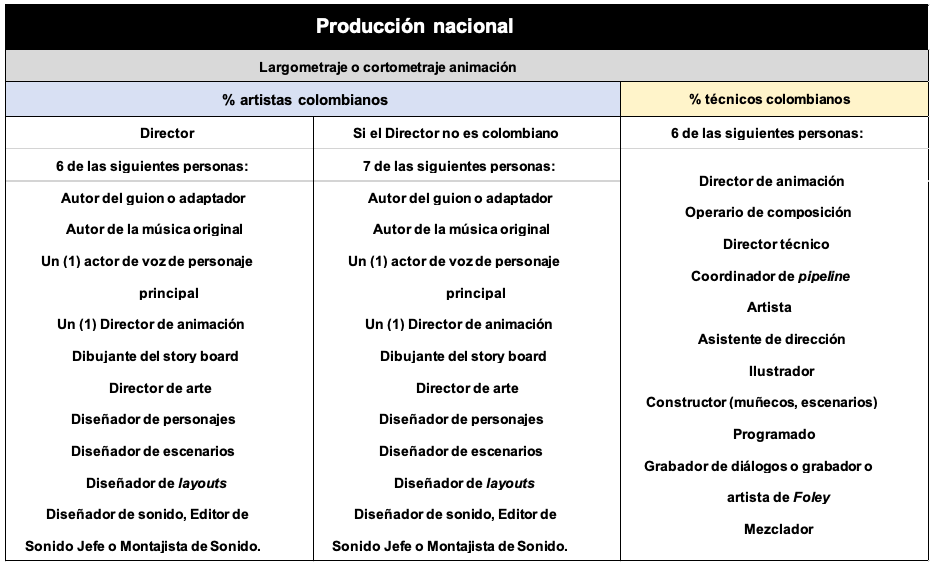 Producción nacional
Largometraje o cortometraje animación
% artistas colombianos
% técnicos colombianos
Director
Si el Director no es colombiano
6 de las siguientes personas:
6 de las siguientes personas:
7 de las siguientes personas:
Autor del guion o adaptador
Autor de la música original
Un (1) actor de voz de personaje
principal
Un (1) Director de animación
Dibujante del story board
Director de arte
Diseñador de personajes
Diseñador de escenarios
Diseñador de layouts
Diseñador de sonido, Editor de
Sonido Jefe o Montajista de Sonido.
Autor del guion o adaptador
Autor de la música original
Un (1) actor de voz de personaje
principal
Un (1) Director de animación
Dibujante del story board
Director de arte
Diseñador de personajes
Diseñador de escenarios
Diseñador de layouts
Diseñador de sonido, Editor de
Sonido Jefe o Montajista de Sonido.
Director de animación
Operario de composición
Director técnico
Coordinador de pipeline
Artista
Asistente de dirección
Ilustrador
Constructor (muñecos, escenarios)
Programado
Grabador de diálogos o grabador o
artista de Foley
Mezclador